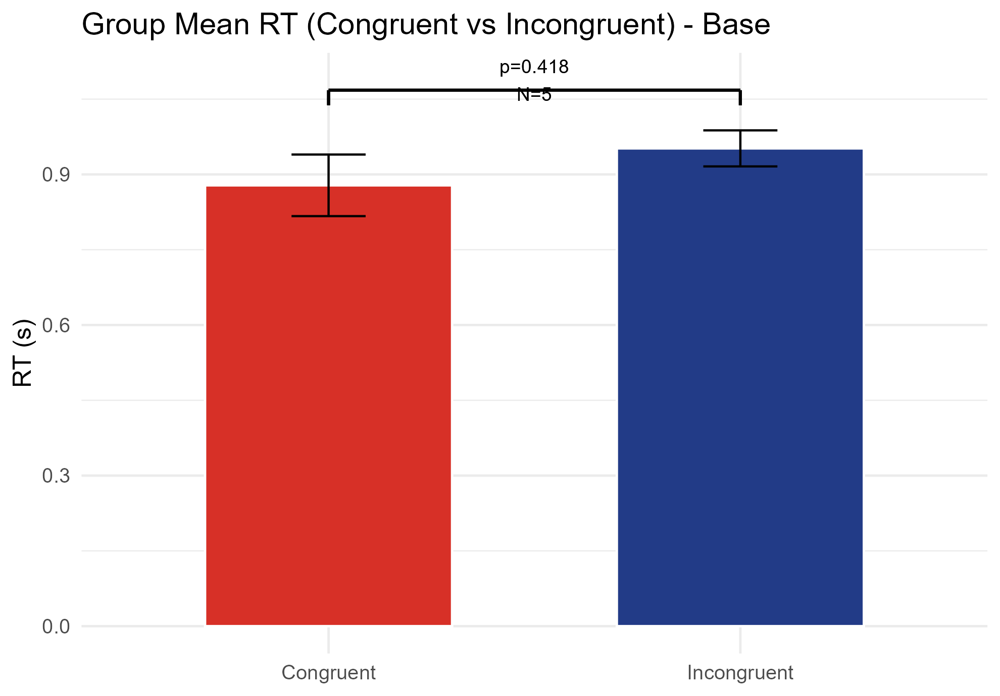 Group Mean RT (Congruent vs Incongruent) - Base
p=0.418
N=5
RT (s)
0.9
0.6
0.3
0.0
Congruent
Incongruent